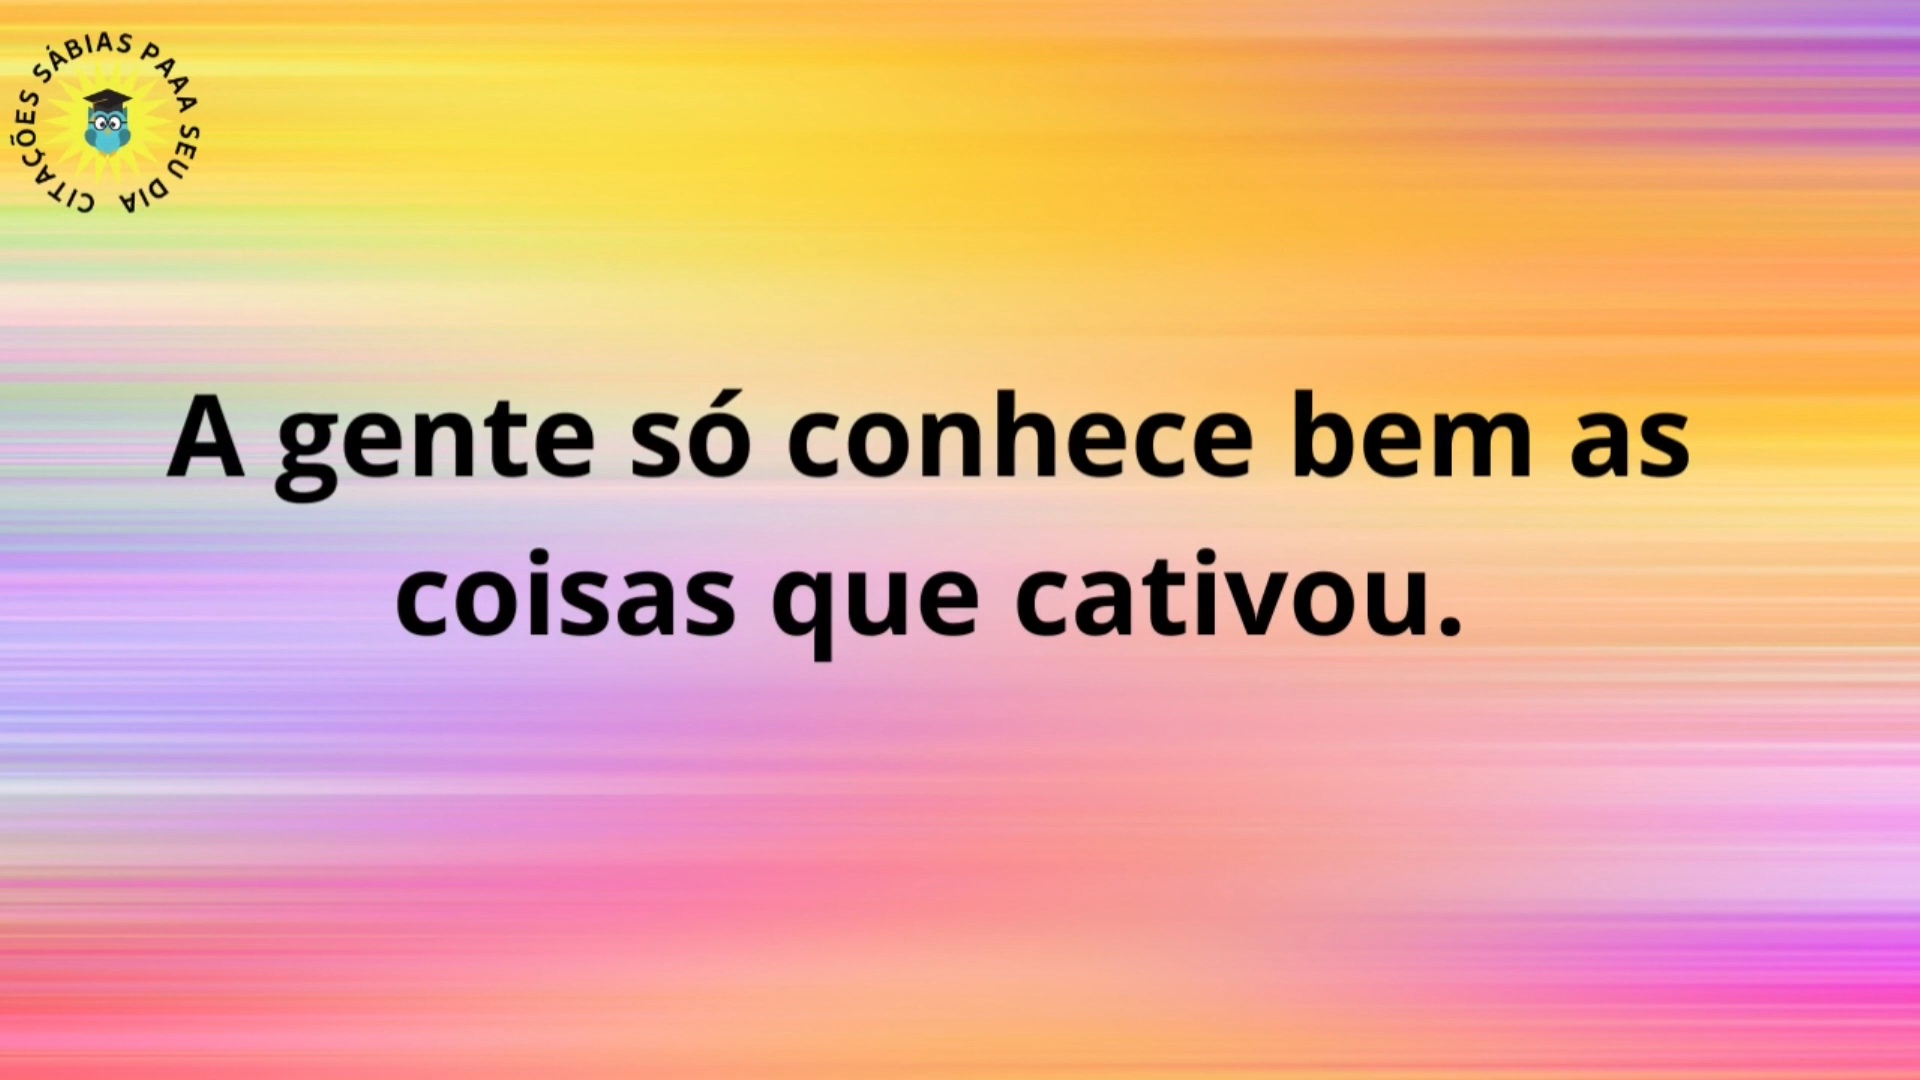 CITAÇÕES SÁBIAS PAAA SEU DIA
A gente só conhece bem as
coisas que cativou.